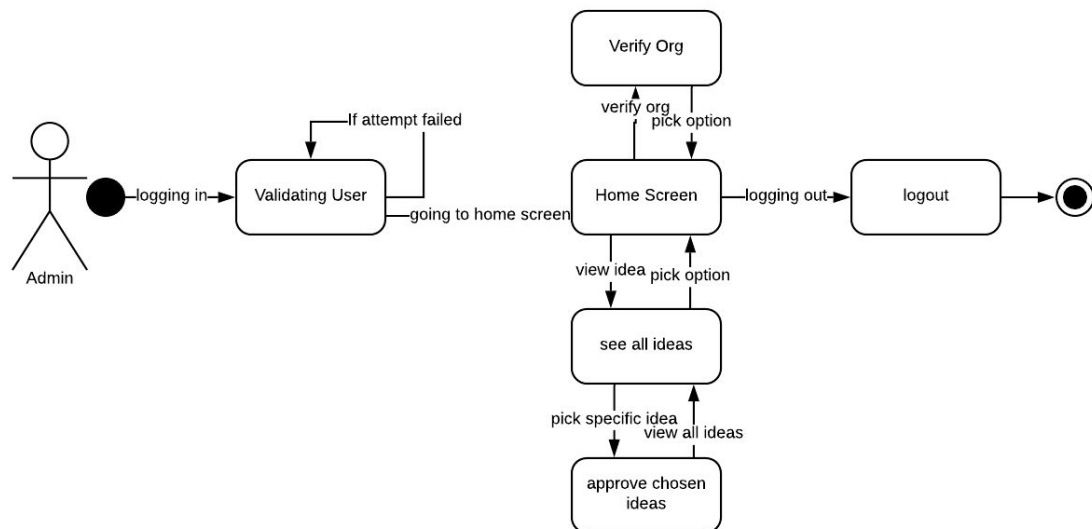 Verify Org
verify org
pick option
If attempt failed
logging in
Validating User
going to home screen
Home Screen
logging out
logout
Admin
view idea
pick option
see all ideas
pick specific idea
view all ideas
approve chosen
ideas